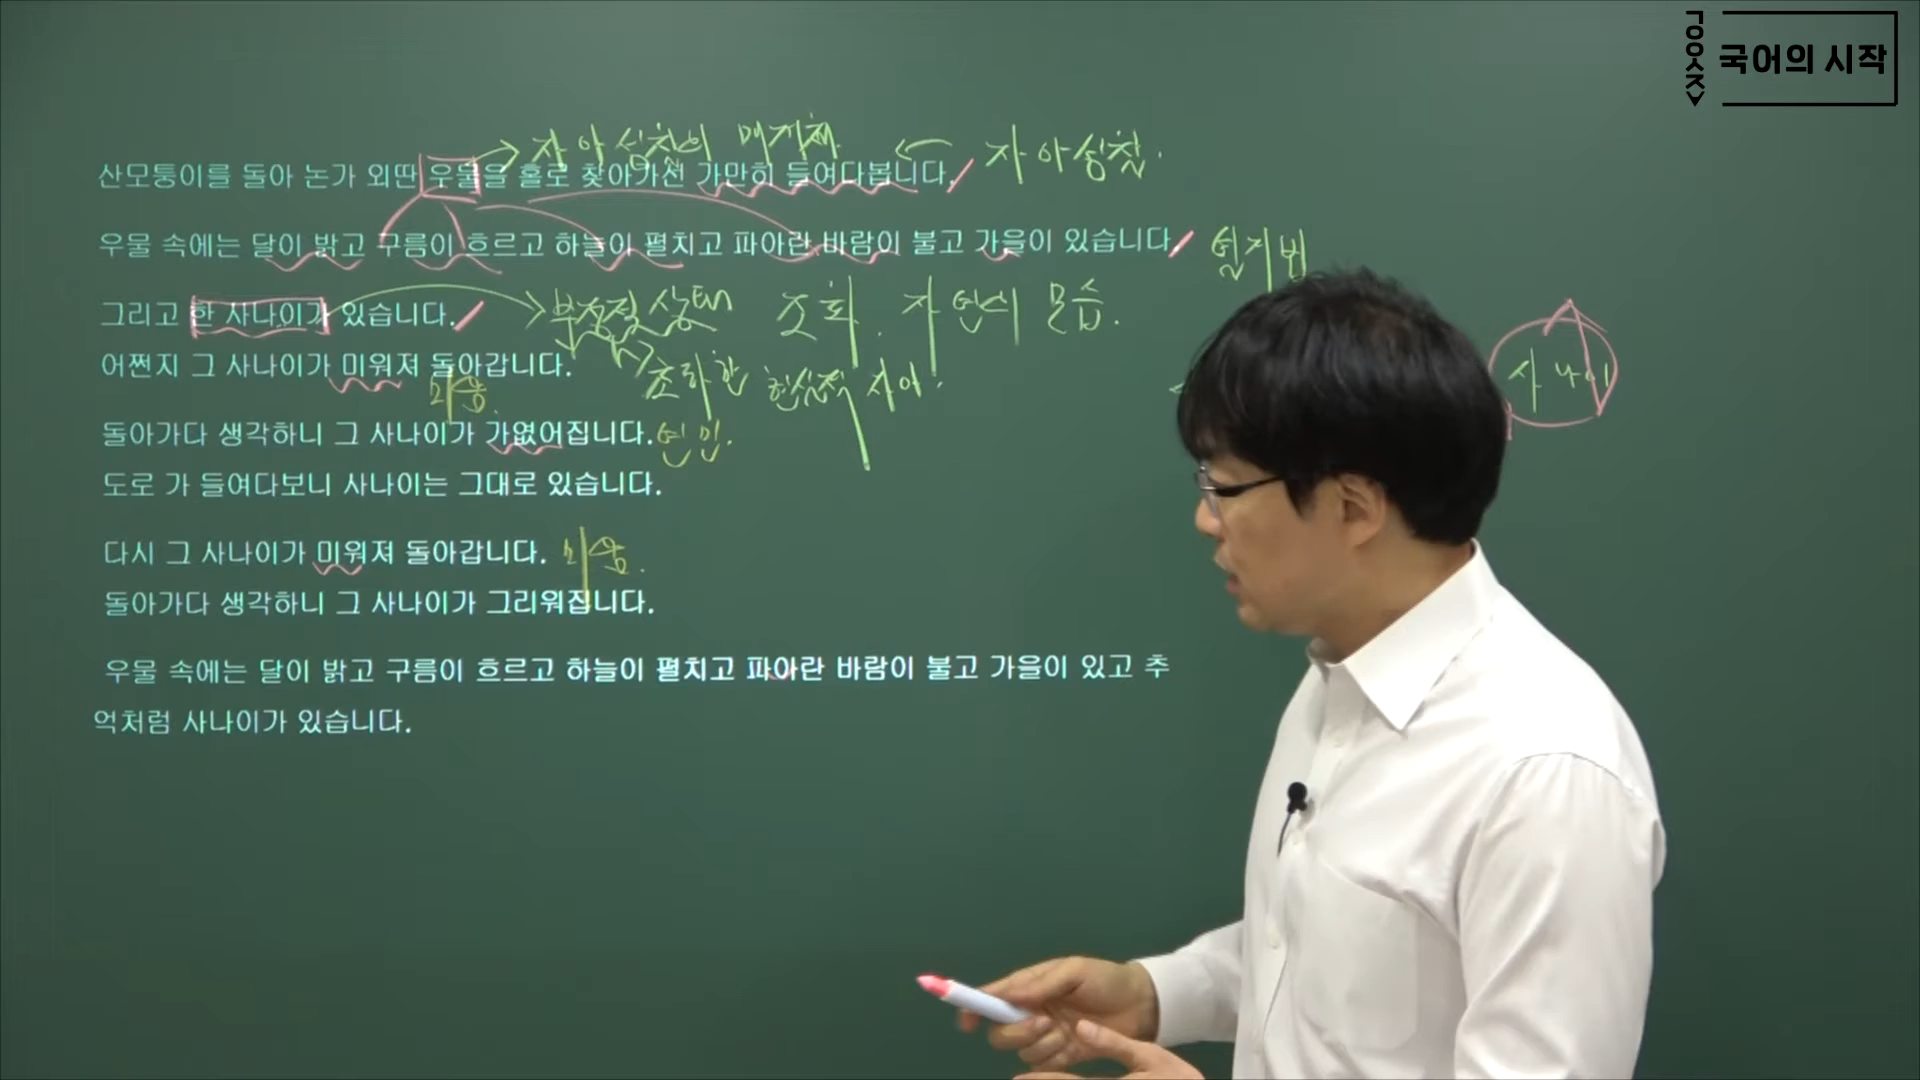 국어의 시작
자아성찰의 매개체
자아성찰.
산모퉁이를 돌아 논가 외딴 우물을 홀로 찾아가선 가만히 들여다봅니다.
우물 속에는 달이 밝고 구름이 흐르고 하늘이 펼치고 파아란 바람이 불고 가을이 있습니다.
그리고 한 사나이가 있습니다.
부정적 상태
자연의 모습.
어쩐지 그 사나이가 미워져 돌아갑니다.
초라한 현실적 자아.
사나이
미움.
돌아가다 생각하니 그 사나이가 가엾어집니다.
연민.
도로 가 들여다보니 사나이는 그대로 있습니다.
다시 그 사나이가 미워져 돌아갑니다.
미움.
돌아가다 생각하니 그 사나이가 그리워집니다.
우물 속에는 달이 밝고 구름이 흐르고 하늘이 펼치고 파아란 바람이 불고 가을이 있고 추
억처럼 사나이가 있습니다.